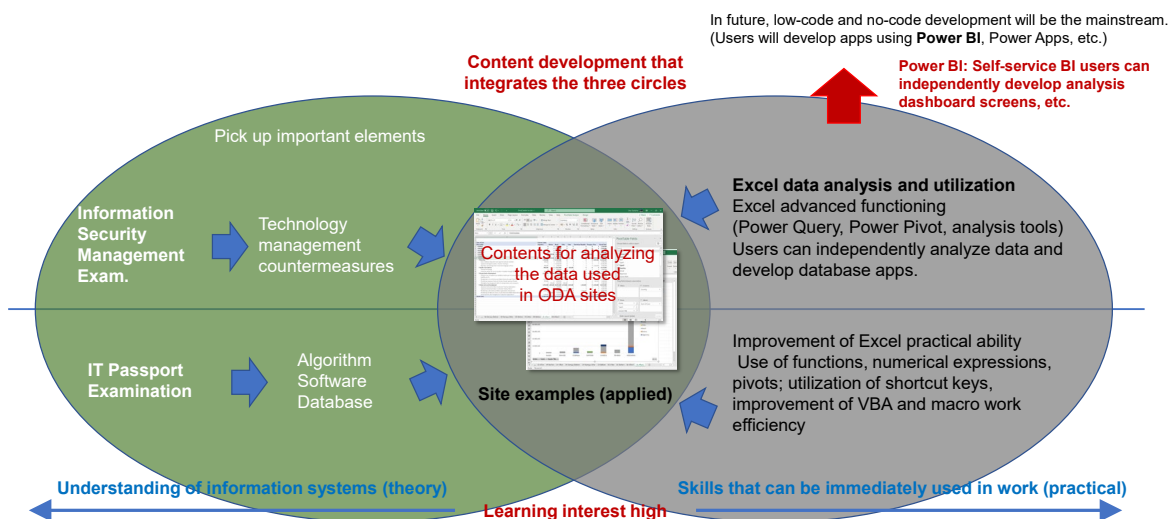 In future, low-code and no-code development will be the mainstream.
(Users will develop apps using Power BI, Power Apps, etc.)
Content development that
integrates the three circles
Power BI: Self-service BI users can
independently develop analysis
dashboard screens, etc.
Pick up important elements
Information
Security
Management
Exam.
Technology
management
countermeasures
Contents for analyzing
the data used
in ODA sites
Excel data analysis and utilization
Excel advanced functioning
(Power Query, Power Pivot, analysis tools)
Users can independently analyze data and
develop database apps.
IT Passport
Examination
Algorithm
Software
Database
Site examples (applied)
Improvement of Excel practical ability
Use of functions, numerical expressions,
pivots; utilization of shortcut keys,
improvement of VBA and macro work
efficiency
Understanding of information systems (theory)
Learning interest high
Skills that can be immediately used in work (practical)